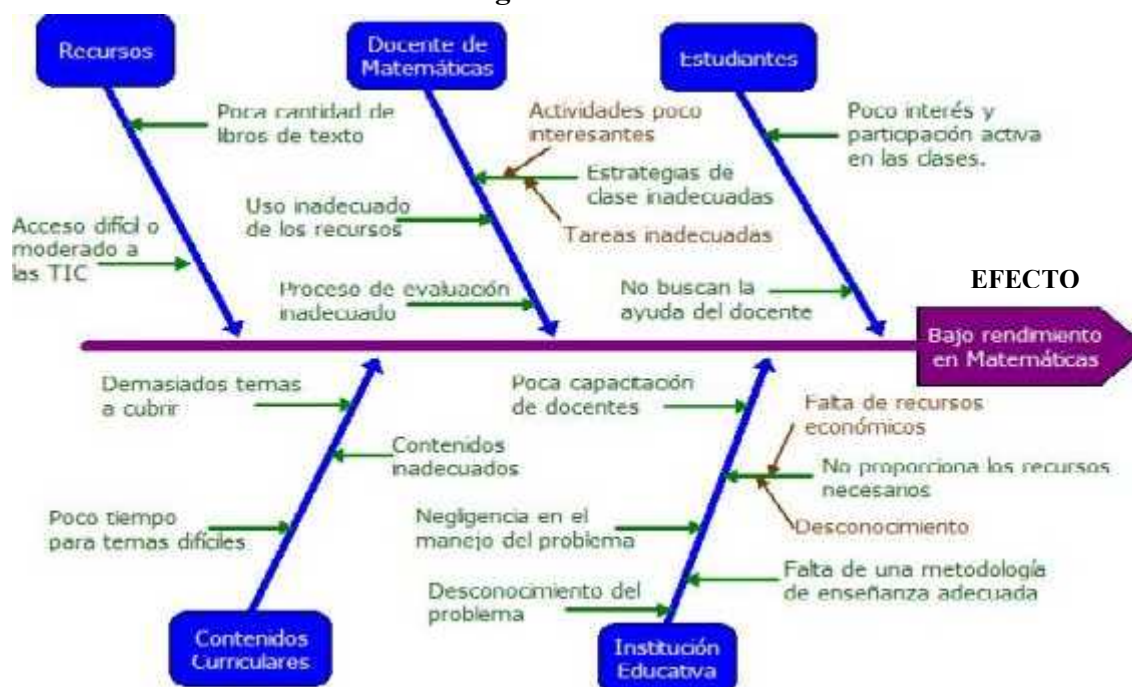 Recursos
Docente de
Matemáticas
Estudiantes
Poca cantidad de
libros de texto
Actividades poco
interesantes
Poco interés y
participación activa
en las clases.
Estrategias de
clase inadecuadas
Uso inadecuado
de los recursos
Tareas inadecuadas
Acceso difícil o
moderado a
las TIC
Proceso de evaluación
inadecuado
No buscan la
ayuda del docente
EFECTO
Bajo rendimiento
en Matemáticas
Demasiados temas
a cubrir
Poca capacitación
de docentes
Falta de recursos
económicos
Contenidos
inadecuados
No proporciona los recursos
necesarios
Poco tiempo
para temas difíciles
Negligencia en el
manejo del problema
Desconocimiento
Desconocimiento del
problema
Falta de una metodología
de enseñanza adecuada
Contenidos
Curriculares
Institución
Educativa